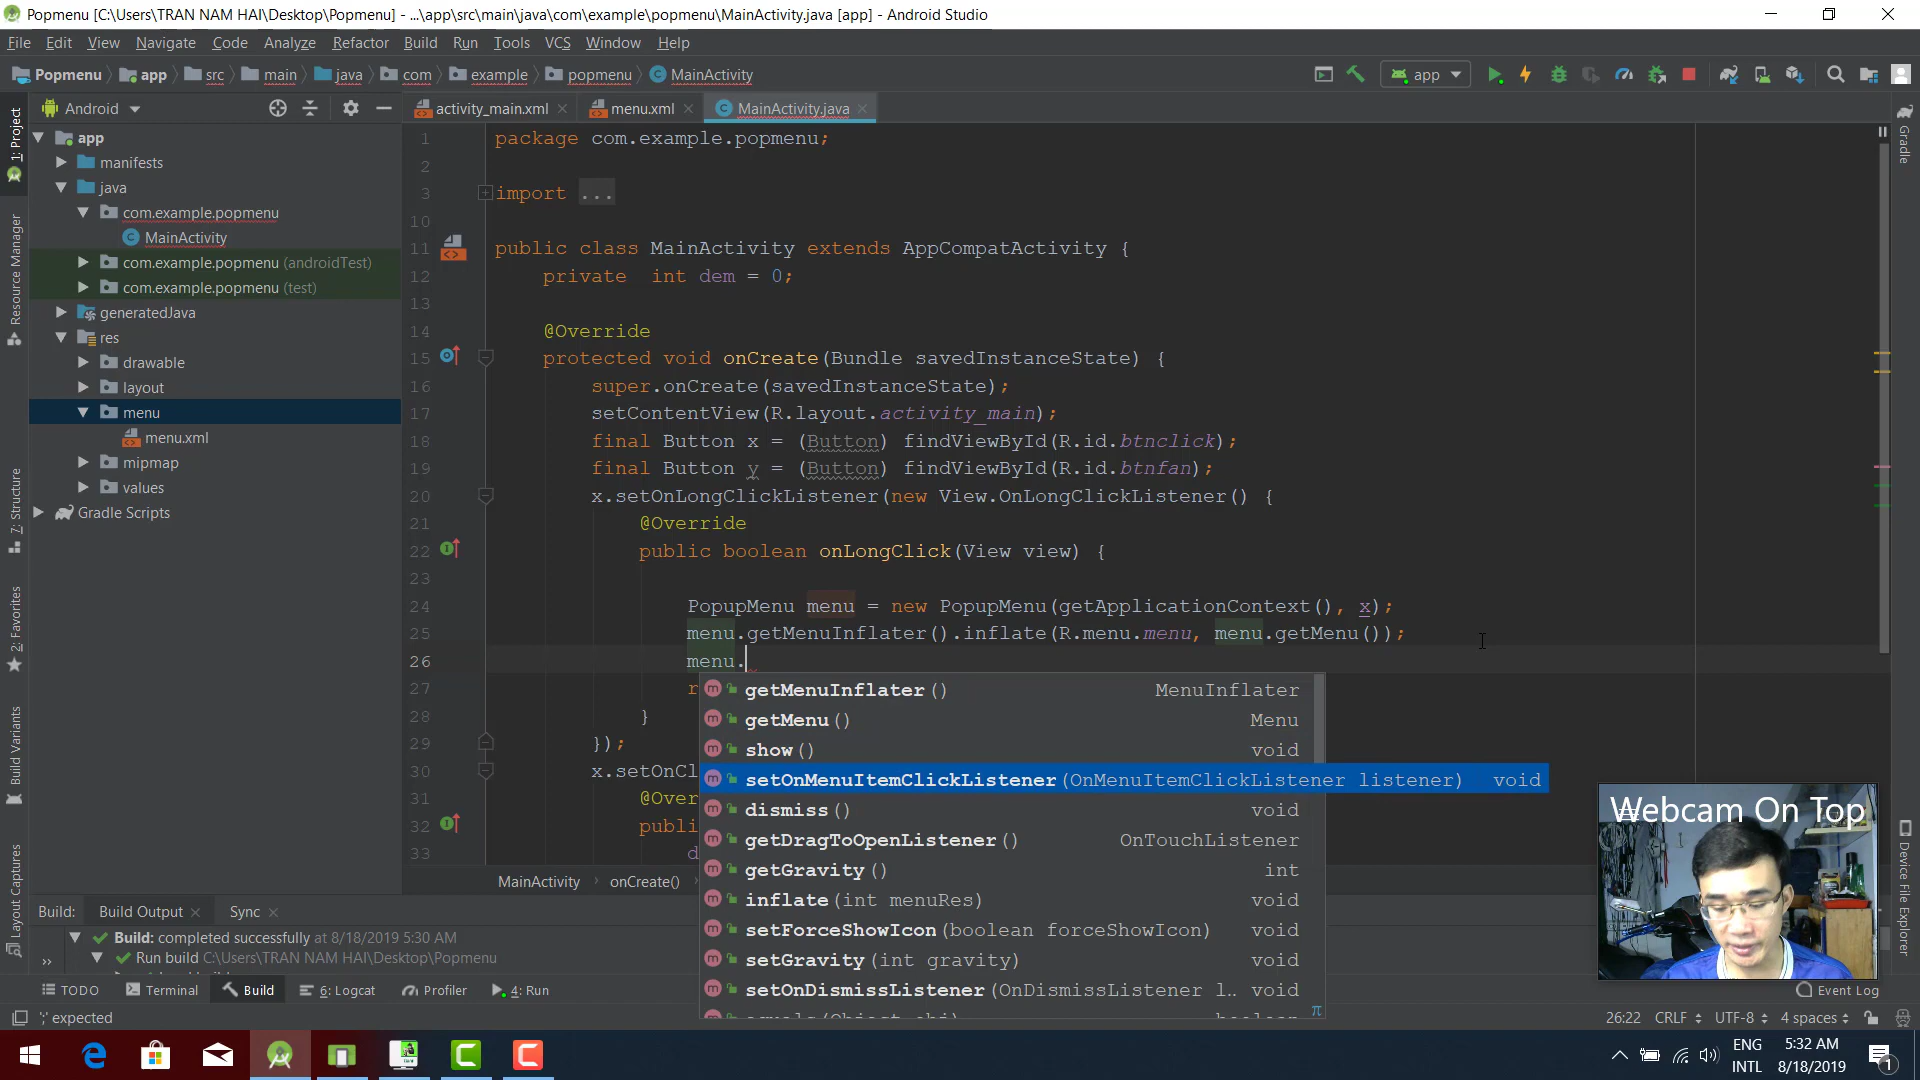 Popmenu [C:\Users\TRAN NAM HAI\Desktop\Popmenu] - ...\app\src\main\java\com\example\popmenu\MainActivity.java [app] - Android Studio
File Edit View Navigate Code Analyze Refactor Build Run Tools VCS Window Help
Popmenu app src main java com example popmenu MainActivity
app
Android
activity_main.xml menu.xml MainActivity.java
1: Project
Resource Manager
7: Structure
2: Favorites
Build Variants
Layout Captures
app
manifests
java
com.example.popmenu
MainActivity
com.example.popmenu (androidTest)
com.example.popmenu (test)
generatedJava
res
drawable
layout
menu
menu.xml
mipmap
values
Gradle Scripts
1 package com.example.popmenu;
2
3 import ...
10
11 public class MainActivity extends AppCompatActivity {
12 private int dem = 0;
13
14 @Override
15 protected void onCreate(Bundle savedInstanceState) {
16 super.onCreate(savedInstanceState);
17 setContentView(R.layout.activity_main);
18 final Button x = (Button) findViewById(R.id.btnclick);
19 final Button y = (Button) findViewById(R.id.btnfan);
20 x.setOnLongClickListener(new View.OnLongClickListener() {
21 @Override
22 public boolean onLongClick(View view) {
23
24 PopupMenu menu = new PopupMenu(getApplicationContext(), x);
25 menu.getMenuInflater().inflate(R.menu.menu, menu.getMenu());
26 menu.
27 r
28 }
29 });
30 x.setOnCl
31 @Over
32 publi
33 d
getMenuInflater() MenuInflater
getMenu() Menu
show() void
setOnMenuItemClickListener(OnMenuItemClickListener listener) void
dismiss() void
getDragToOpenListener() OnTouchListener
getGravity() int
inflate(int menuRes) void
setForceShowIcon(boolean forceShowIcon) void
setGravity(int gravity) void
setOnDismissListener(OnDismissListener l.. void
π
MainActivity onCreate()
Gradle
Device File Explorer
Webcam On Top
Build: Build Output Sync
Build: completed successfully at 8/18/2019 5:30 AM
Run build C:\Users\TRAN NAM HAI\Desktop\Popmenu
TODO Terminal Build 6: Logcat Profiler 4: Run Event Log
';' expected 26:22 CRLF UTF-8 4 spaces
ENG 5:32 AM
INTL 8/18/2019
1